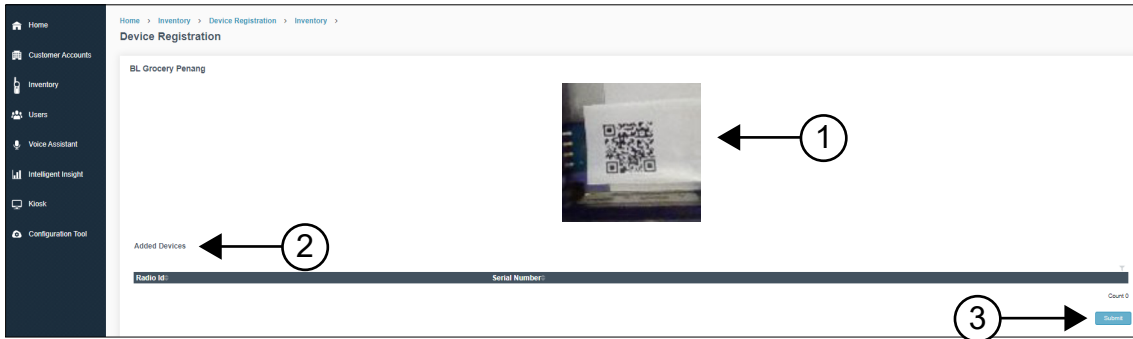 Home
Customer Accounts
Inventory
Users
Voice Assistant
Intelligent Insight
Kiosk
Configuration Tool
Home > Inventory > Device Registration > Inventory >
Device Registration
BL Grocery Penang
1
Added Devices
2
Radio Id
Serial Number
Count 0
3
Submit